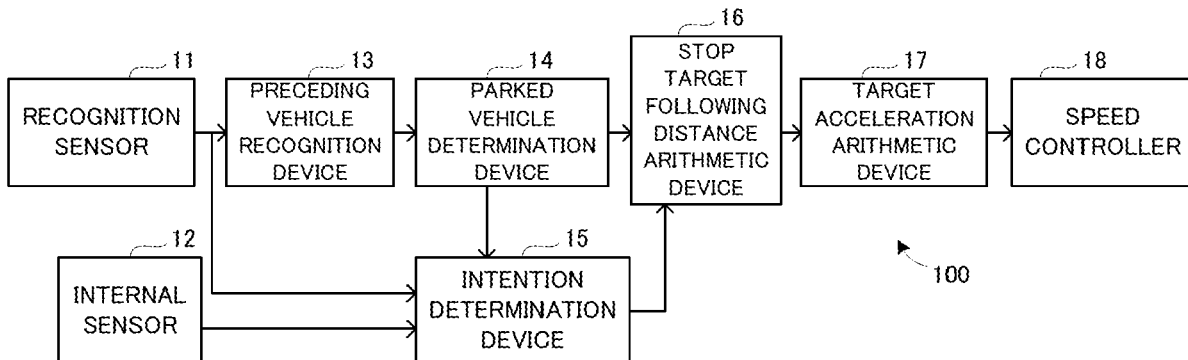 11
RECOGNITION
SENSOR
13
PRECEDING
VEHICLE
RECOGNITION
DEVICE
14
PARKED
VEHICLE
DETERMINATION
DEVICE
16
STOP
TARGET
FOLLOWING
DISTANCE
ARITHMETIC
DEVICE
17
TARGET
ACCELERATION
ARITHMETIC
DEVICE
18
SPEED
CONTROLLER
12
INTERNAL
SENSOR
15
INTENTION
DETERMINATION
DEVICE
100